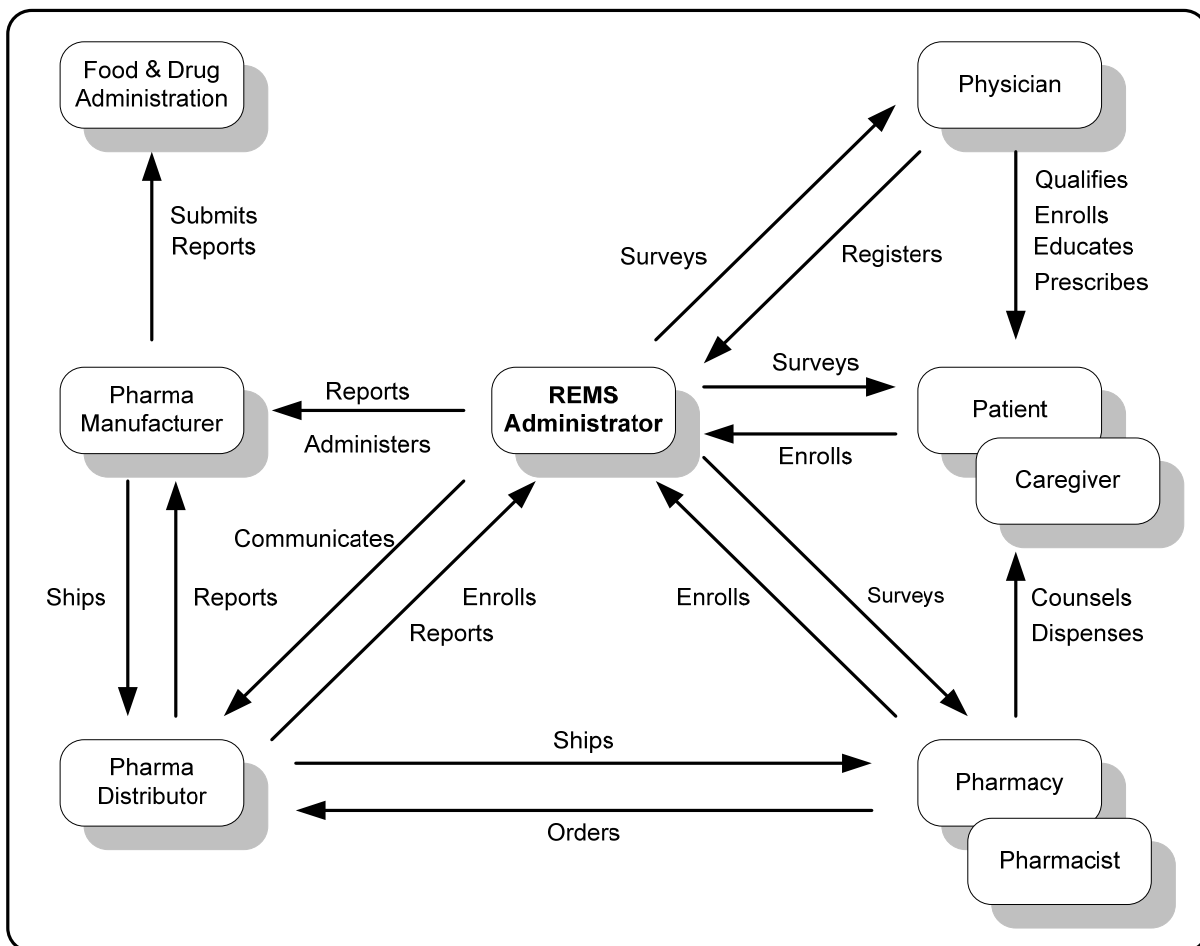 Food & Drug
Administration
Physician
Submits
Reports
Qualifies
Enrolls
Educates
Prescribes
Surveys
Registers
Pharma
Manufacturer
Reports
Administers
REMS
Administrator
Surveys
Enrolls
Patient
Caregiver
Communicates
Ships
Reports
Enrolls
Reports
Enrolls
Surveys
Counsels
Dispenses
Pharma
Distributor
Ships
Orders
Pharmacy
Pharmacist